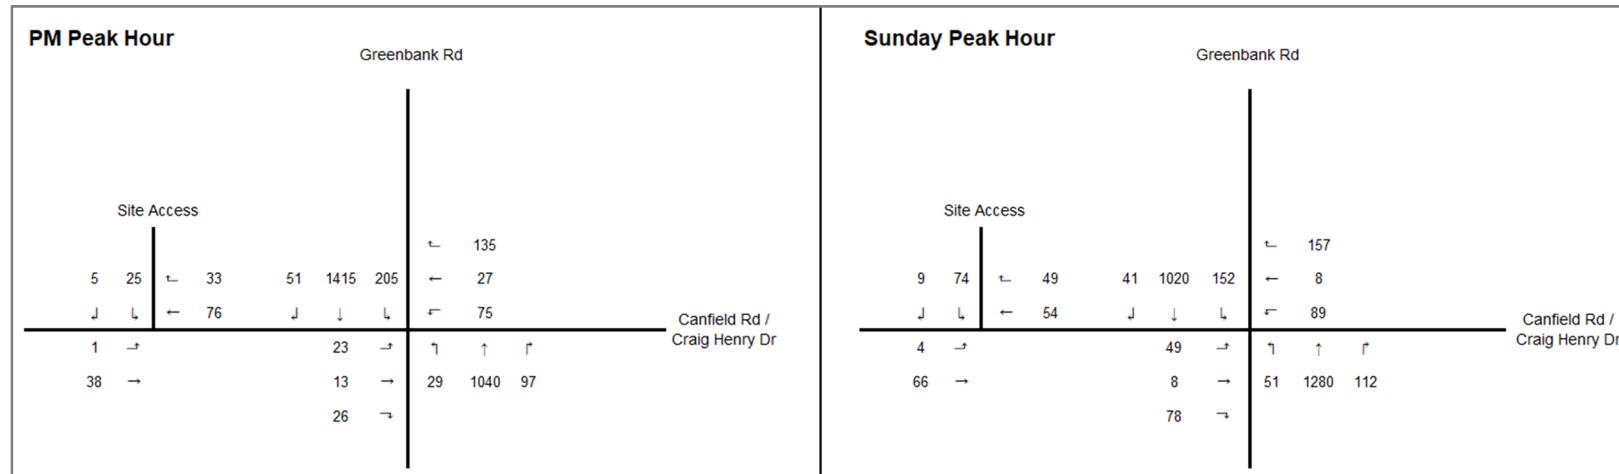 PM Peak Hour
Greenbank Rd
Site Access
↰ 135
5 25 ↰ 33 51 1415 205 ← 27
↲ ↳ ← 76 ↲ ↓ ↳ ↲ 75
Canfield Rd /
Craig Henry Dr
1 ⬏ 23 ⬏ ↰ ↑ ↱
38 → 13 → 29 1040 97
26 ⬎
Sunday Peak Hour
Greenbank Rd
Site Access
↰ 157
9 74 ↰ 49 41 1020 152 ← 8
↲ ↳ ← 54 ↲ ↓ ↳ ↲ 89
Canfield Rd /
Craig Henry Dr
4 ⬏ 49 ⬏ ↰ ↑ ↱
66 → 8 → 51 1280 112
78 ⬎